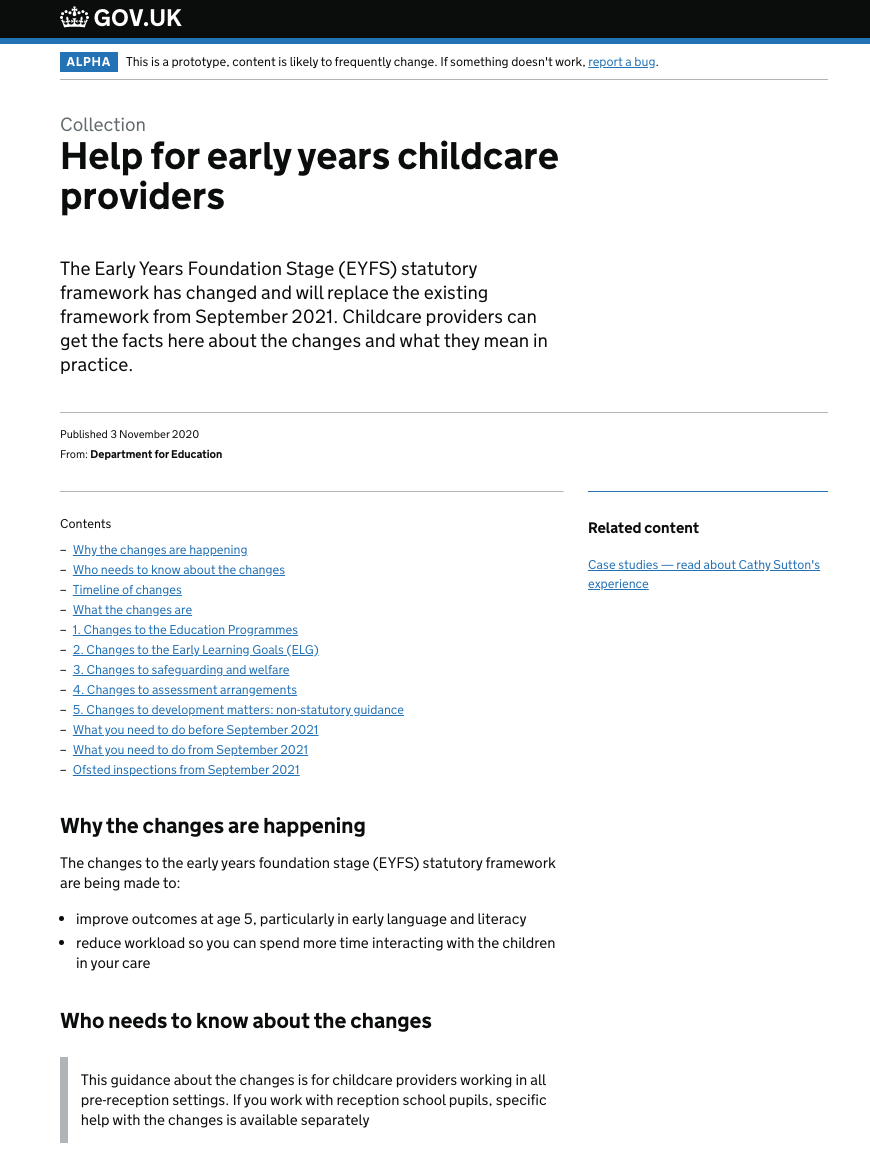 GOV.UK
ALPHA This is a prototype, content is likely to frequently change. If something doesn't work, report a bug.
Collection
Help for early years childcare
providers
The Early Years Foundation Stage (EYFS) statutory
framework has changed and will replace the existing
framework from September 2021. Childcare providers can
get the facts here about the changes and what they mean in
practice.
Published 3 November 2020
From: Department for Education
Contents
– Why the changes are happening
– Who needs to know about the changes
– Timeline of changes
– What the changes are
– 1. Changes to the Education Programmes
– 2. Changes to the Early Learning Goals (ELG)
– 3. Changes to safeguarding and welfare
– 4. Changes to assessment arrangements
– 5. Changes to development matters: non-statutory guidance
– What you need to do before September 2021
– What you need to do from September 2021
– Ofsted inspections from September 2021
Related content
Case studies — read about Cathy Sutton's
experience
Why the changes are happening
The changes to the early years foundation stage (EYFS) statutory framework
are being made to:
• improve outcomes at age 5, particularly in early language and literacy
• reduce workload so you can spend more time interacting with the children
in your care
Who needs to know about the changes
This guidance about the changes is for childcare providers working in all
pre-reception settings. If you work with reception school pupils, specific
help with the changes is available separately